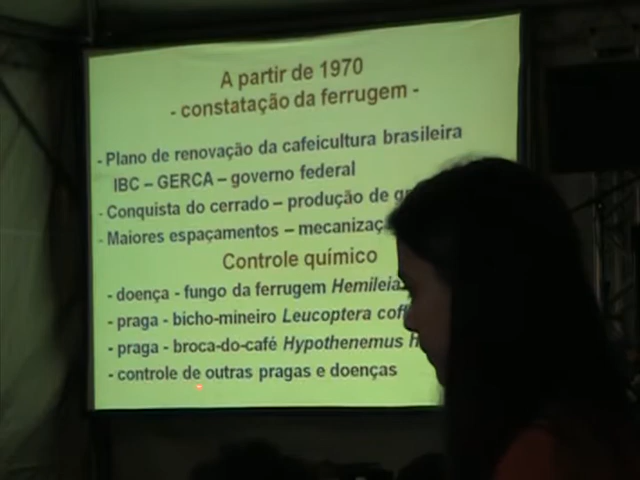 A partir de 1970
- constatação da ferrugem -
- Plano de renovação da cafeicultura brasileira
IBC – GERCA – governo federal
- Conquista do cerrado – produção de
- Maiores espaçamentos –
Controle químico
- doença - fungo da ferrugem Hemileia
- praga - bicho-mineiro Leucoptera
- praga - broca-do-café Hypothenemus
- controle de outras pragas e doenças